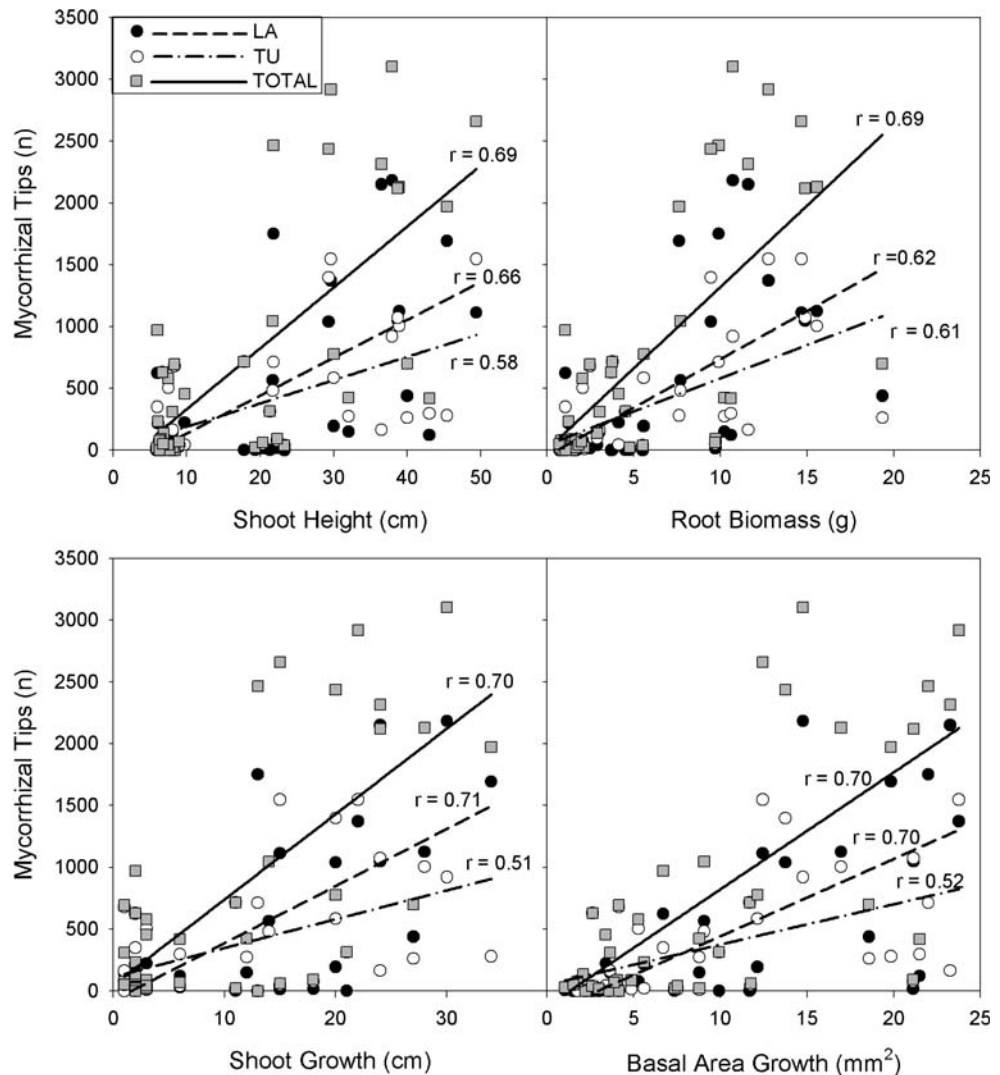 3500
3000
2500
2000
1500
1000
500
0
Mycorrhizal Tips (n)
LA
TU
TOTAL
r = 0.69
r = 0.66
r = 0.58
0 10 20 30 40 50
Shoot Height (cm)
r = 0.69
r =0.62
r = 0.61
0 5 10 15 20 25
Root Biomass (g)
3500
3000
2500
2000
1500
1000
500
0
Mycorrhizal Tips (n)
r = 0.70
r = 0.71
r = 0.51
0 10 20 30
Shoot Growth (cm)
r = 0.70
r = 0.70
r = 0.52
0 5 10 15 20 25
Basal Area Growth (mm²)